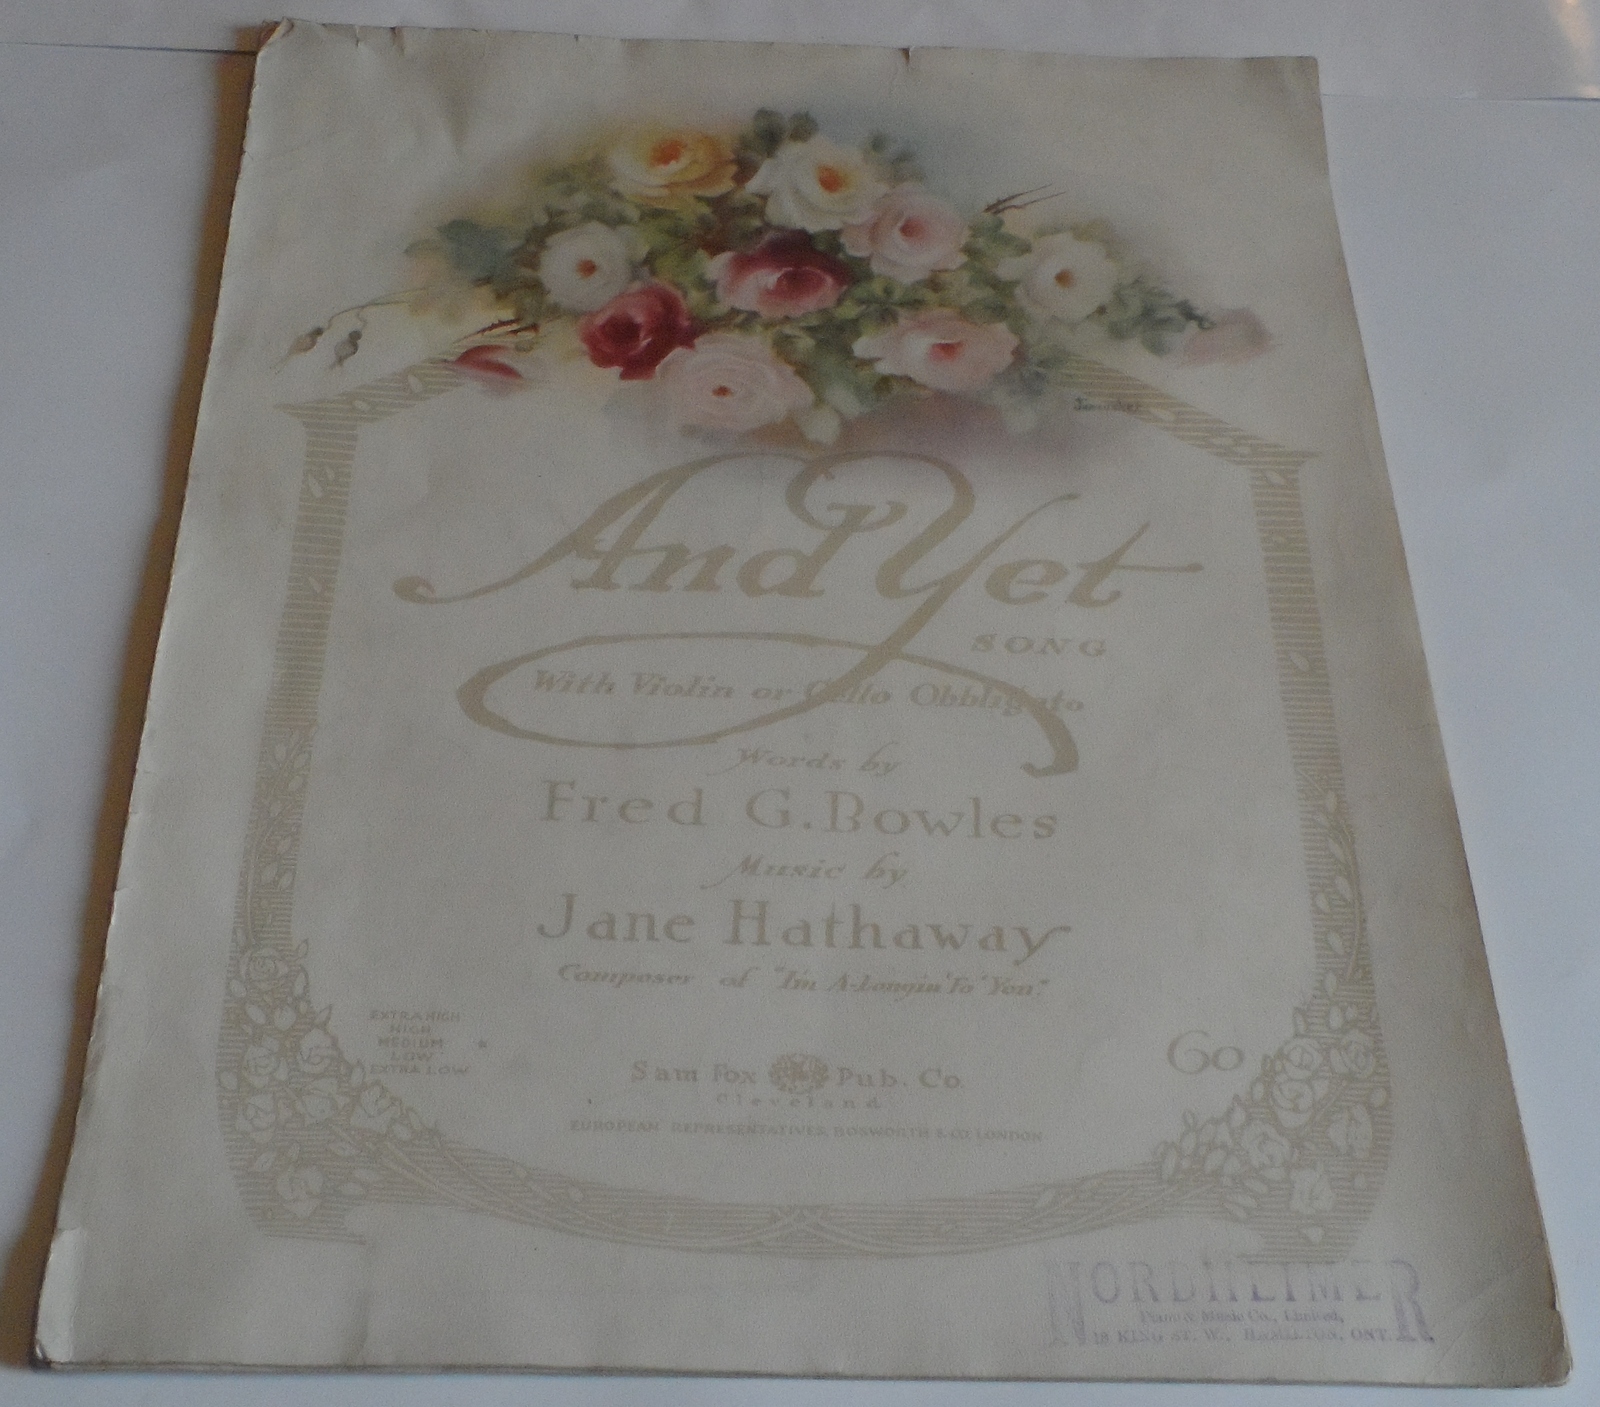 And Yet
SONG
With Violin or Cello Obbligato
Words by
Fred G. Bowles
Music by
Jane Hathaway
Composer of "I'm A-Longin' To' You."
EXTRA HIGH
HIGH
MEDIUM *
LOW
EXTRA LOW
60
Sam Fox Pub. Co
Cleveland
EUROPEAN REPRESENTATIVES, BOSWORTH & CO. LONDON
NORDHEIMER
Piano & Music Co., Limited,
18 KING ST. W., HAMILTON, ONT.